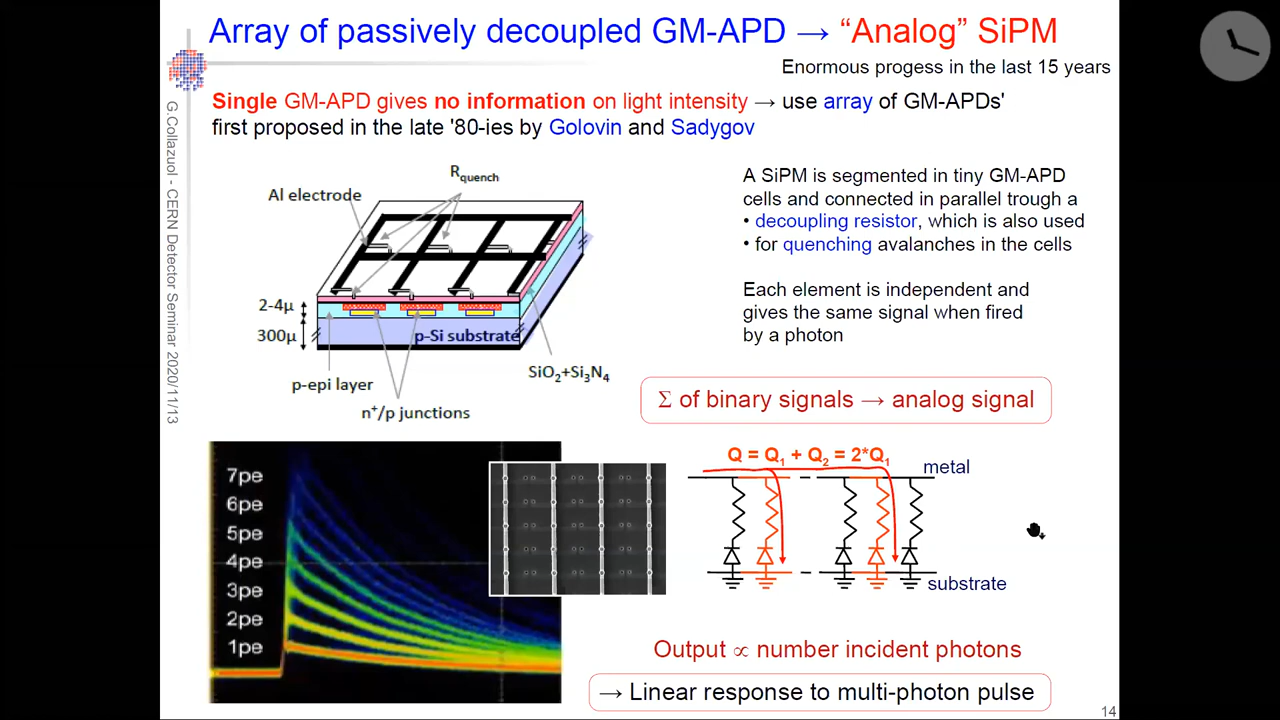 Array of passively decoupled GM-APD → “Analog” SiPM
Enormous progess in the last 15 years
Single GM-APD gives no information on light intensity → use array of GM-APDs'
first proposed in the late '80-ies by Golovin and Sadygov
G.Collazuol - CERN Detector Seminar 2020/11/13
Al electrode
Rquench
2-4μ
300μ
p-Si substrate
p-epi layer
n⁺/p junctions
SiO₂+Si₃N₄
A SiPM is segmented in tiny GM-APD
cells and connected in parallel trough a
• decoupling resistor, which is also used
• for quenching avalanches in the cells
Each element is independent and
gives the same signal when fired
by a photon
Σ of binary signals → analog signal
7pe
6pe
5pe
4pe
3pe
2pe
1pe
Q = Q₁ + Q₂ = 2*Q₁
metal
substrate
Output ∝ number incident photons
→ Linear response to multi-photon pulse
14